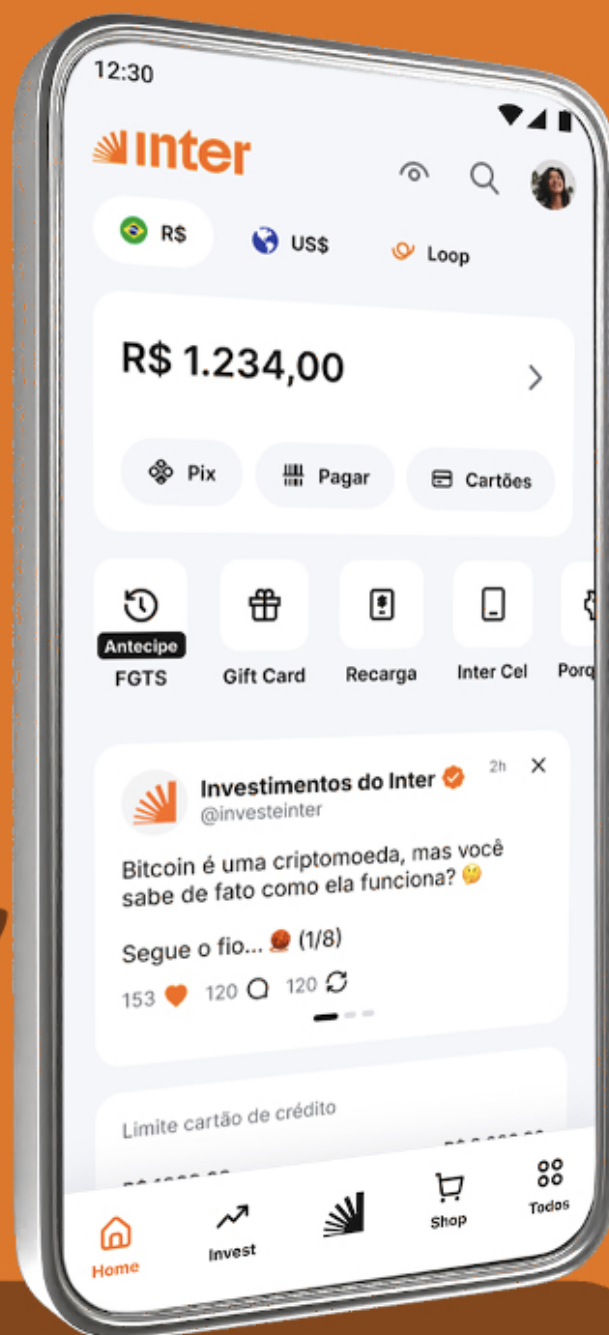 12:30
inter
R$
US$
Loop
R$ 1.234,00
Pix
Pagar
Cartões
Antecipe
FGTS
Gift Card
Recarga
Inter Cel
Porq
Investimentos do Inter
2h
@investeinter
Bitcoin é uma criptomoeda, mas você
sabe de fato como ela funciona? 🤔
Segue o fio... 🧶 (1/8)
153
120
120
Limite cartão de crédito
Home
Invest
Shop
Todos